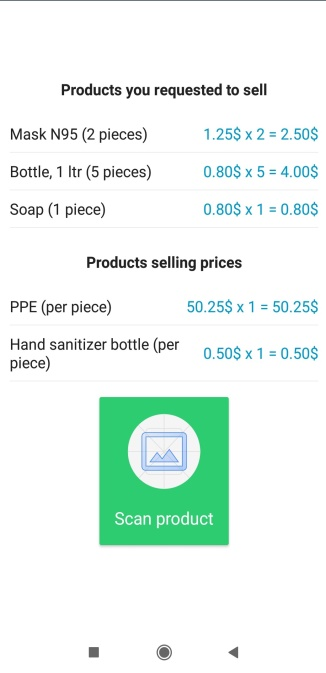 Products you requested to sell
Mask N95 (2 pieces) 1.25$ x 2 = 2.50$
Bottle, 1 ltr (5 pieces) 0.80$ x 5 = 4.00$
Soap (1 piece) 0.80$ x 1 = 0.80$
Products selling prices
PPE (per piece) 50.25$ x 1 = 50.25$
Hand sanitizer bottle (per
piece) 0.50$ x 1 = 0.50$
Scan product